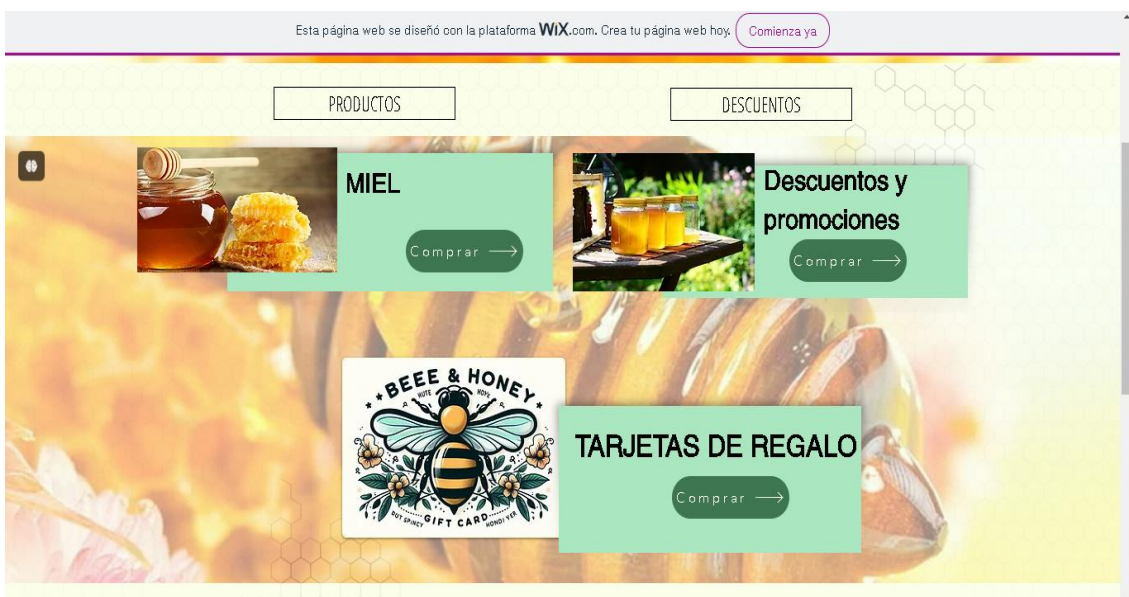 Esta página web se diseñó con la plataforma WiX.com. Crea tu página web hoy. Comienza ya
PRODUCTOS
DESCUENTOS
MIEL
Comprar
Descuentos y
promociones
Comprar
BEEE & HONEY
GIFT CARD
TARJETAS DE REGALO
Comprar